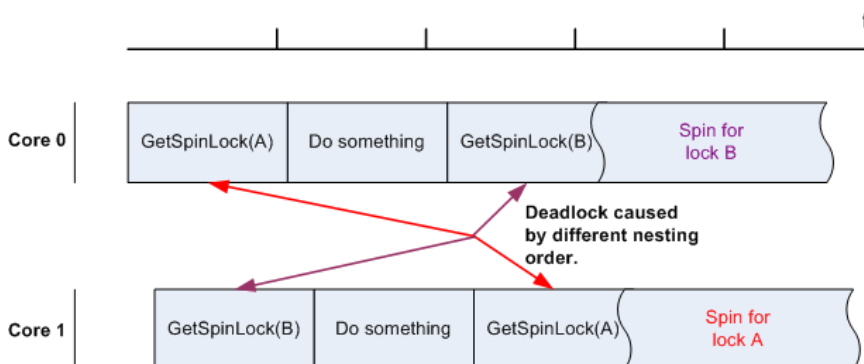 Core 0
GetSpinLock(A)
Do something
GetSpinLock(B)
Spin for
lock B
Deadlock caused
by different nesting
order.
Core 1
GetSpinLock(B)
Do something
GetSpinLock(A)
Spin for
lock A